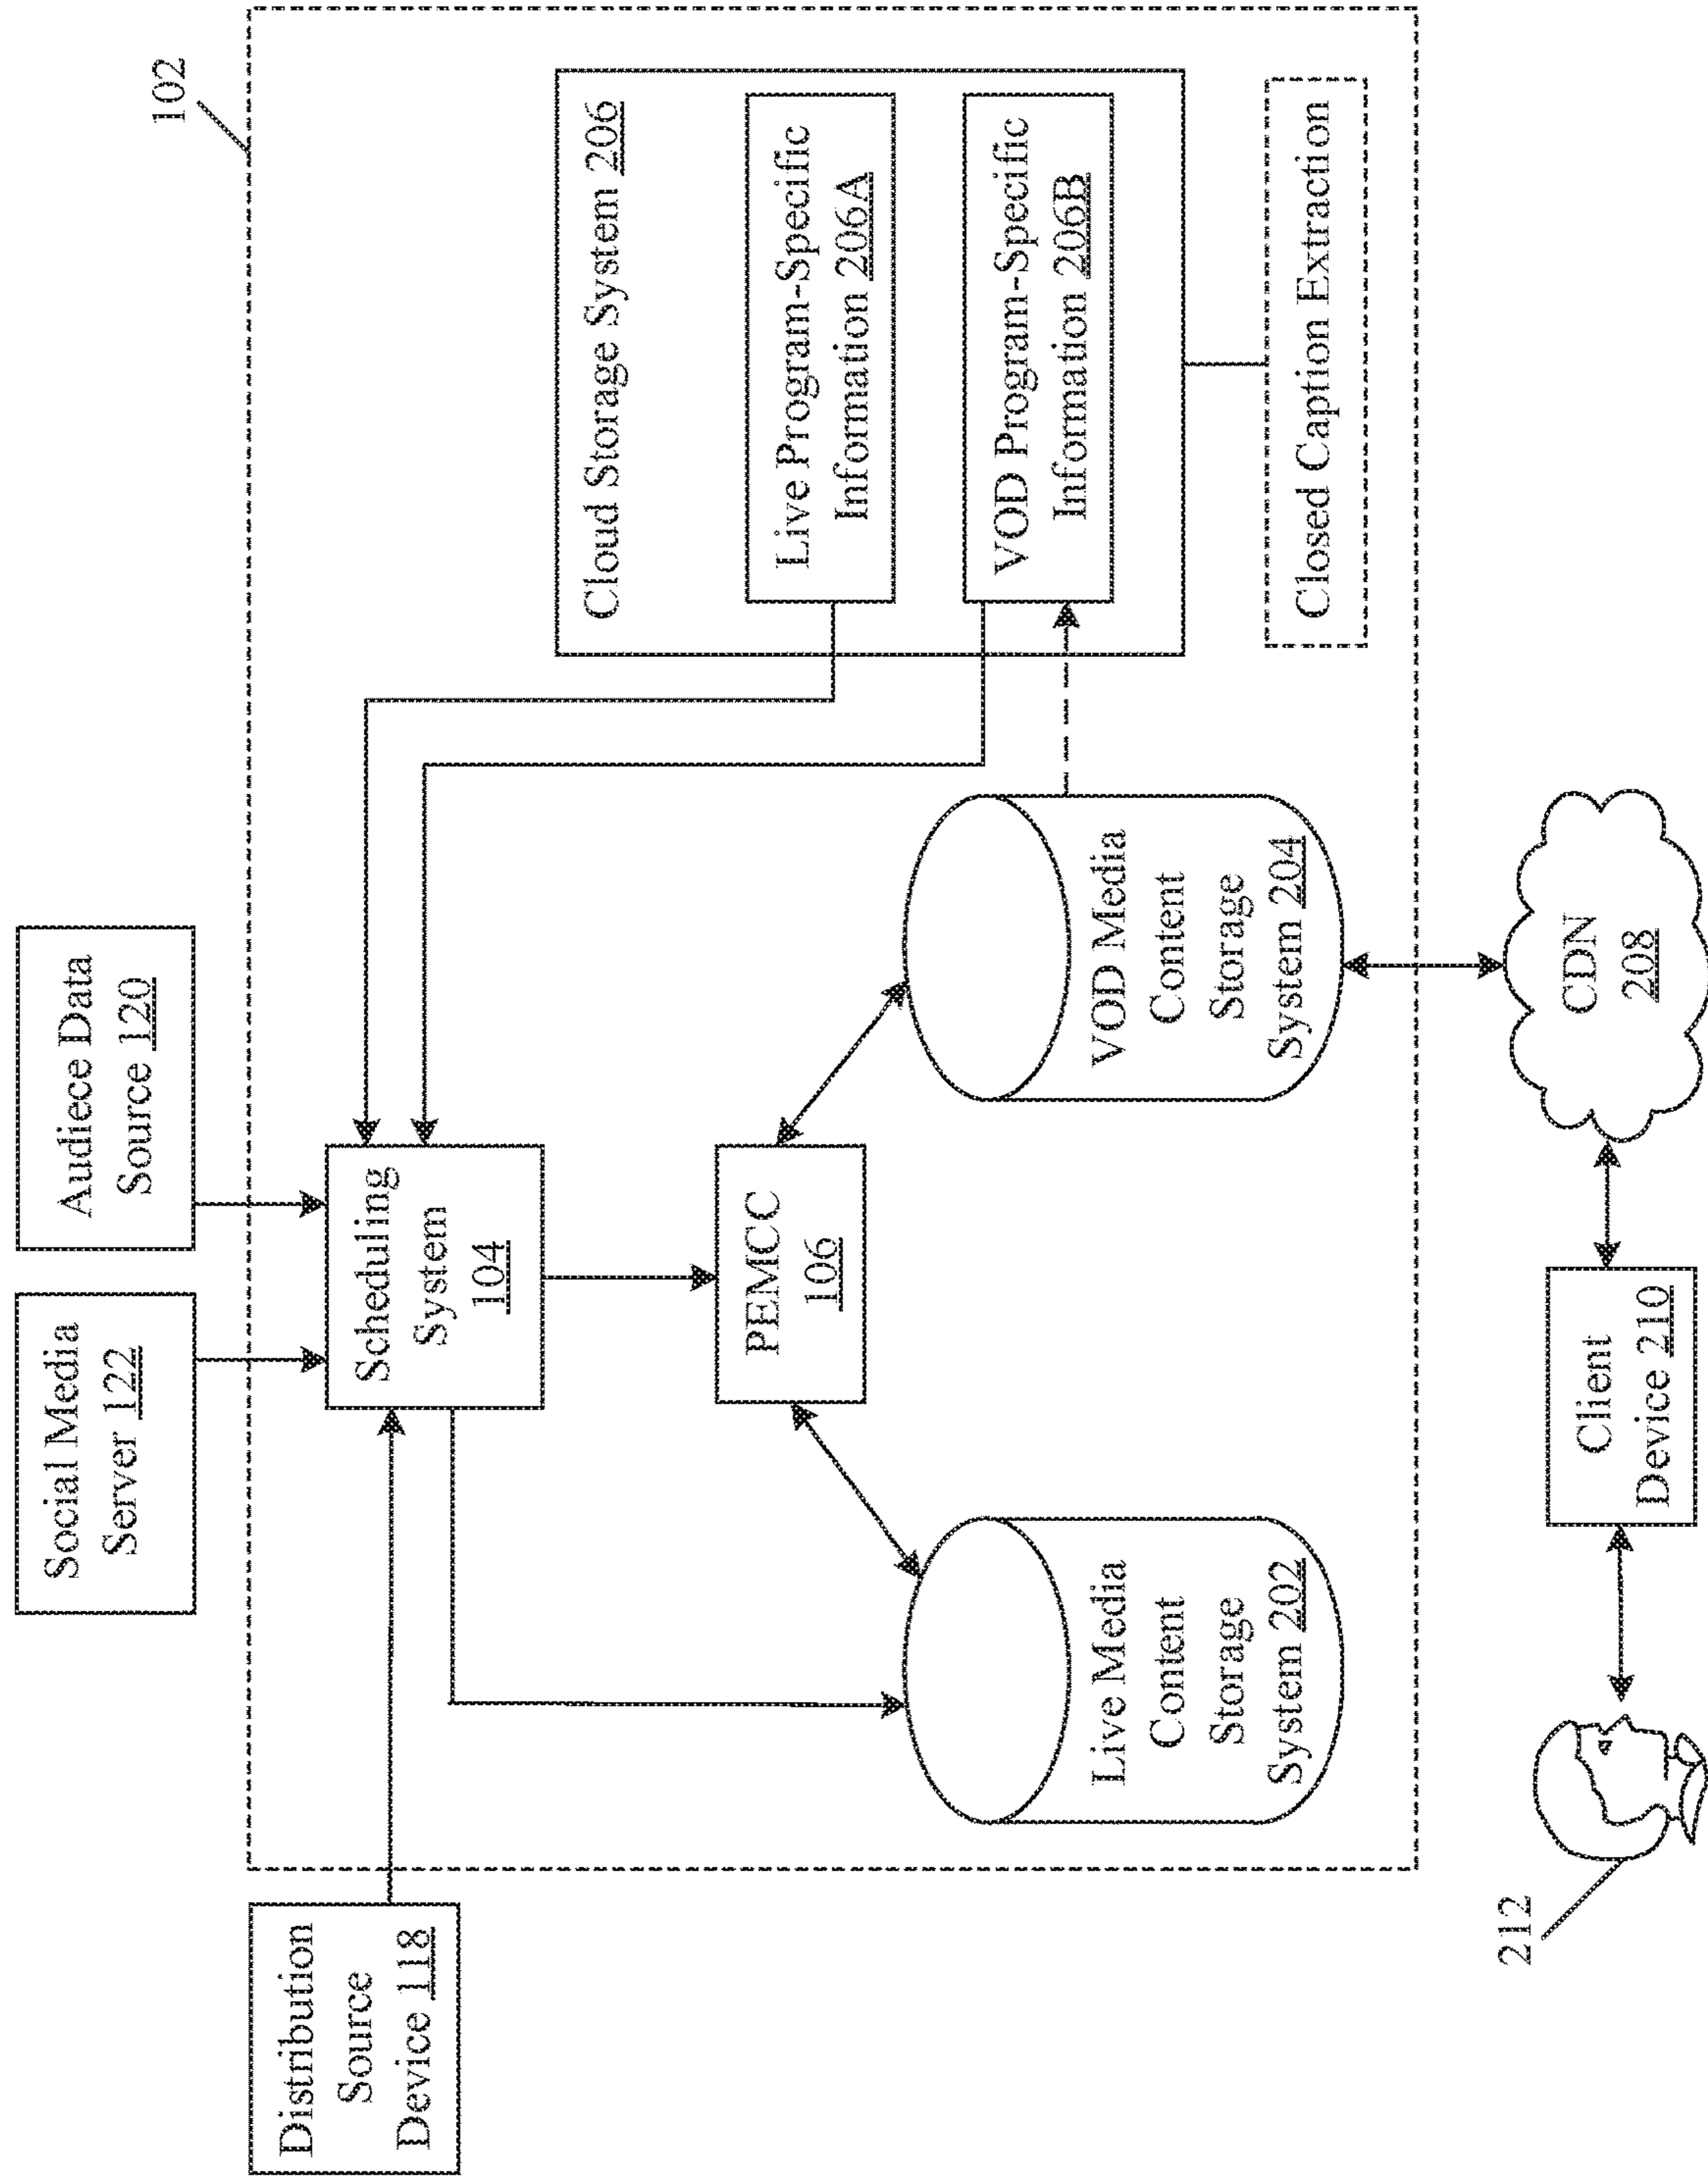 Social Media
Server 122
Audiece Data
Source 120
102
Distribution
Source
Device 118
Scheduling
System
104
Cloud Storage System 206
Live Program-Specific
Information 206A
VOD Program-Specific
Information 206B
PEMCC
106
Live Media
Content
Storage
System 202
VOD Media
Content
Storage
System 204
Closed Caption Extraction
212
Client
Device 210
CDN
208